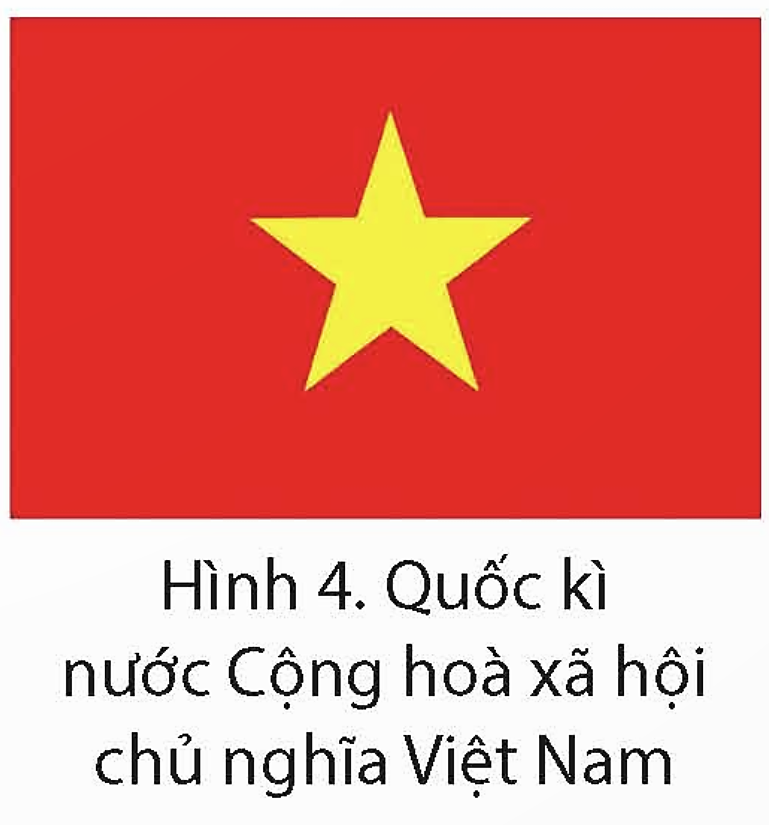 Hình 4. Quốc kì
nước Cộng hoà xã hội
chủ nghĩa Việt Nam